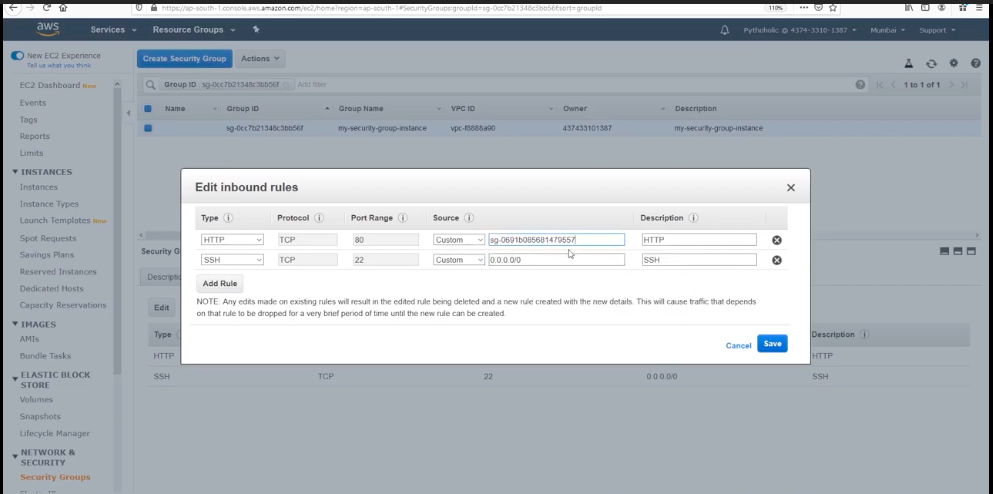 https://ap-south-1.console.aws.amazon.com/ec2/home?region=ap-south-1#SecurityGroups:groupId=sg-0cc7b21348c3bb56f;sort=groupId
110%
aws Services Resource Groups Pythoholic @ 4374-3310-1387 Mumbai Support
New EC2 Experience
Tell us what you think
Create Security Group Actions
EC2 Dashboard New
Events
Tags
Reports
Limits
INSTANCES
Instances
Instance Types
Launch Templates New
Spot Requests
Savings Plans
Reserved Instances
Dedicated Hosts
Capacity Reservations
IMAGES
AMIs
Bundle Tasks
ELASTIC BLOCK
STORE
Volumes
Snapshots
Lifecycle Manager
NETWORK &
SECURITY
Security Groups
Group ID : sg-0cc7b21348c3bb56f Add filter 1 to 1 of 1
Name Group ID Group Name VPC ID Owner Description
sg-0cc7b21348c3bb56f my-security-group-instance vpc-f8888a90 437433101387 my-security-group-instance
Edit inbound rules
Type Protocol Port Range Source Description
HTTP TCP 80 Custom sg-0691b085681479557 HTTP
SSH TCP 22 Custom 0.0.0.0/0 SSH
Add Rule
NOTE: Any edits made on existing rules will result in the edited rule being deleted and a new rule created with the new details. This will cause traffic that depends
on that rule to be dropped for a very brief period of time until the new rule can be created.
Cancel Save
Security G
Descriptio
Edit
Type Description
HTTP HTTP
SSH TCP 22 0.0.0.0/0 SSH